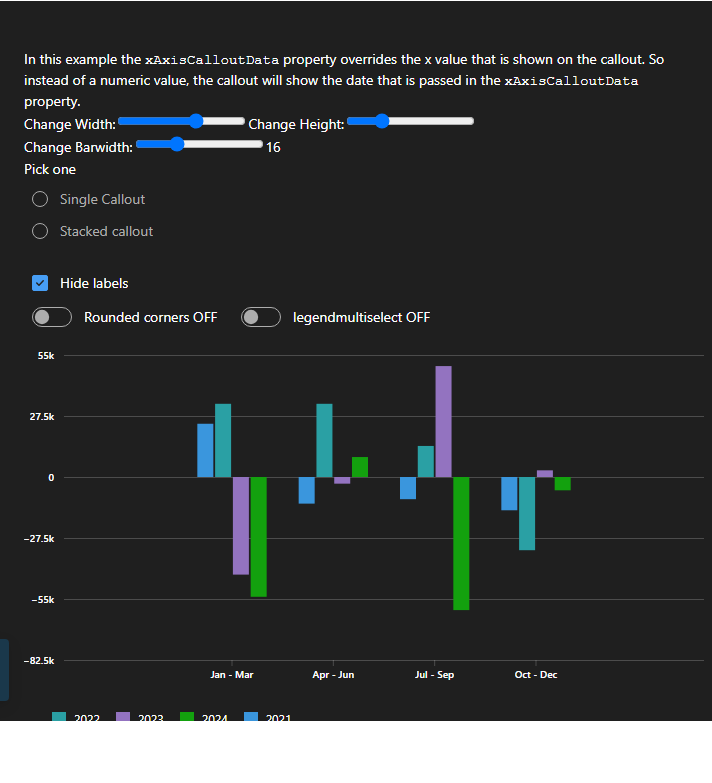 In this example the xAxisCalloutData property overrides the x value that is shown on the callout. So
instead of a numeric value, the callout will show the date that is passed in the xAxisCalloutData
property.
Change Width: Change Height:
Change Barwidth: 16
Pick one
Single Callout
Stacked callout
Hide labels
Rounded corners OFF legendmultiselect OFF
55k
27.5k
0
−27.5k
−55k
−82.5k
Jan - Mar Apr - Jun Jul - Sep Oct - Dec
2022 2023 2024 2021